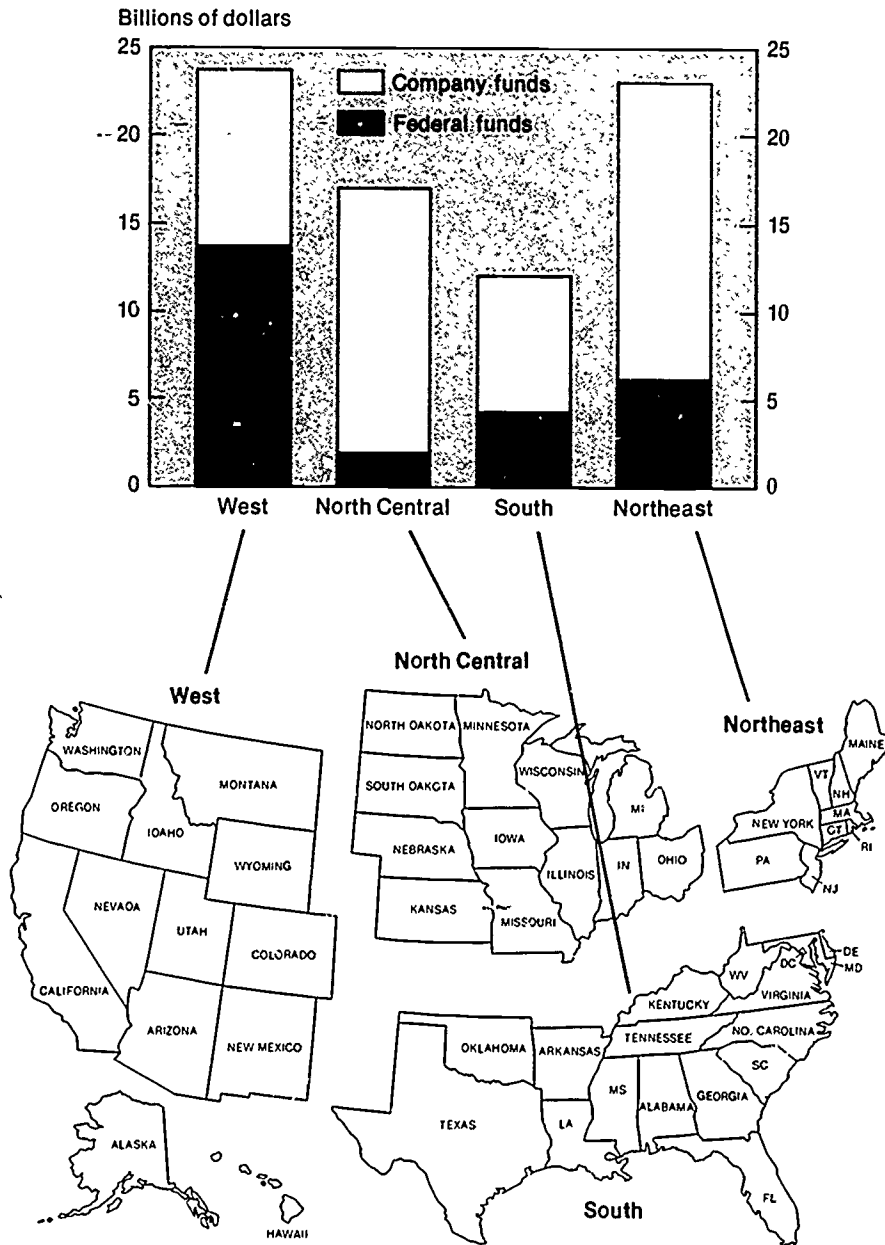 Billions of dollars
25 25
Company funds
20 Federal funds 20
15 15
10 10
5 5
0 0
West North Central South Northeast
North Central
West
Northeast
WASHINGTON
MONTANA
OREGON
IDAHO
WYOMING
NEVAOA
UTAH
COLORADO
CALIFORNIA
ARIZONA
NEW MEXICO
ALASKA
HAWAII
NORTH OAKOTA
MINNESOTA
SOUTH OAKCTA
WISCONSIN
MI
NEBRASKA
IOWA
ILLINOIS
IN
OHIO
KANSAS
MISSOURI
MAINE
VT
NH
NEW YORK
MA
CT
RI
PA
NJ
DE
MD
DC
WV
VIRGINIA
KENTUCKY
TENNESSEE
NO. CAROLINA
OKLAHOMA
ARKANSAS
SC
MS
ALABAMA
GEORGIA
TEXAS
LA
FL
South